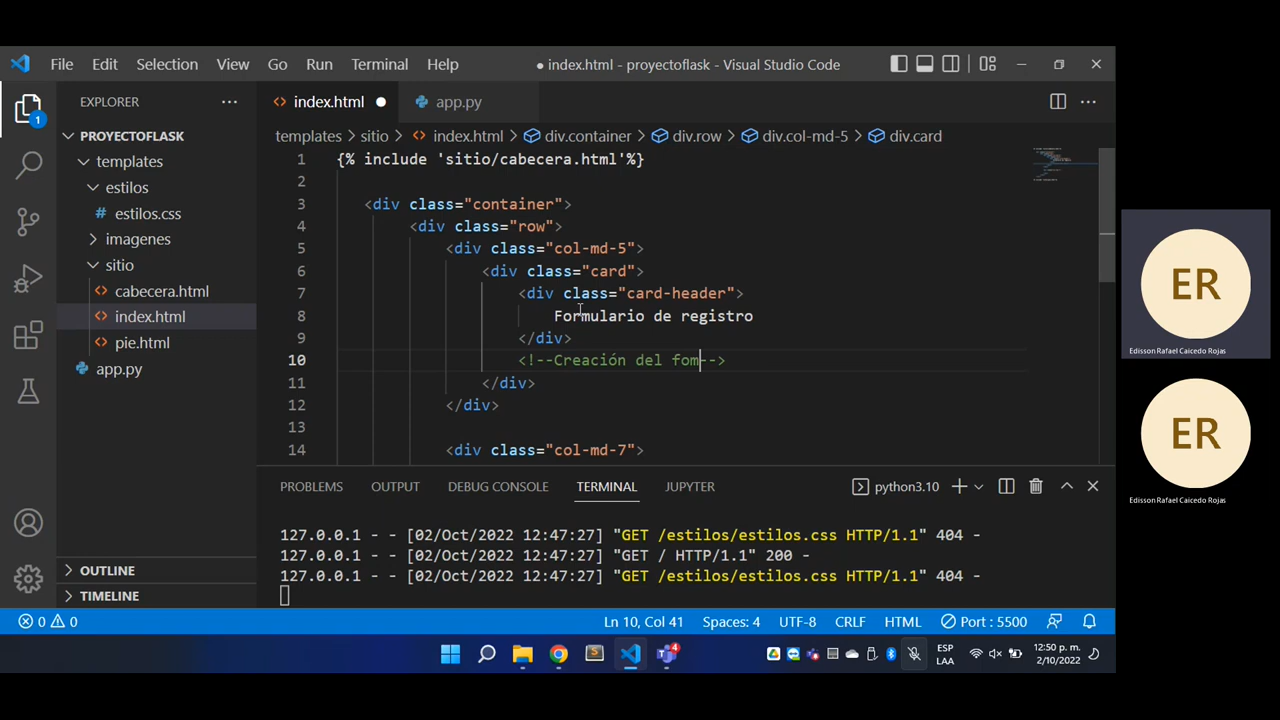 File Edit Selection View Go Run Terminal Help
● index.html - proyectoflask - Visual Studio Code
EXPLORER
index.html ●
app.py
PROYECTOFLASK
templates
estilos
# estilos.css
imagenes
sitio
cabecera.html
index.html
pie.html
app.py
OUTLINE
TIMELINE
1
templates > sitio > index.html > div.container > div.row > div.col-md-5 > div.card
1 {% include 'sitio/cabecera.html'%}
2
3 <div class="container">
4 <div class="row">
5 <div class="col-md-5">
6 <div class="card">
7 <div class="card-header">
8 Formulario de registro
9 </div>
10 <!--Creación del fom-->
11 </div>
12 </div>
13
14 <div class="col-md-7">
PROBLEMS OUTPUT DEBUG CONSOLE TERMINAL JUPYTER
python3.10
127.0.0.1 - - [02/Oct/2022 12:47:27] "GET /estilos/estilos.css HTTP/1.1" 404 -
127.0.0.1 - - [02/Oct/2022 12:47:27] "GET / HTTP/1.1" 200 -
127.0.0.1 - - [02/Oct/2022 12:47:27] "GET /estilos/estilos.css HTTP/1.1" 404 -
0 0
Ln 10, Col 41 Spaces: 4 UTF-8 CRLF HTML Port : 5500
4
ESP
LAA
12:50 p. m.
2/10/2022
ER
Edisson Rafael Caicedo Rojas
ER
Edisson Rafael Caicedo Rojas